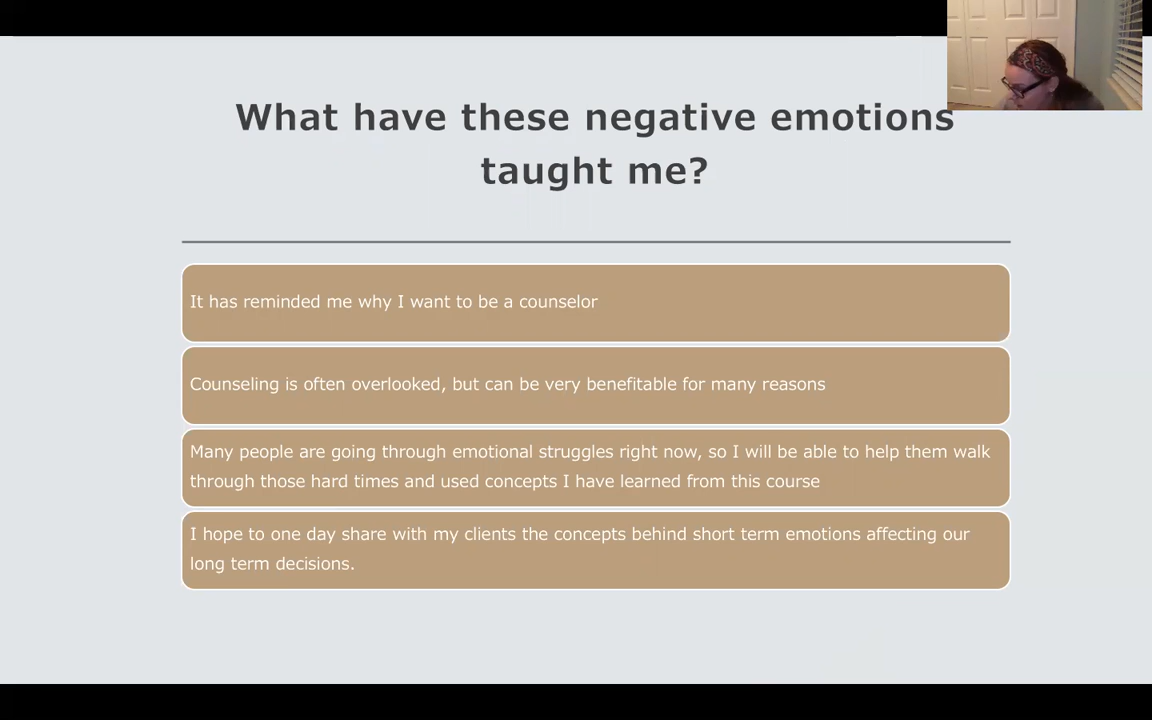 What have these negative emotions
taught me?
It has reminded me why I want to be a counselor
Counseling is often overlooked, but can be very benefitable for many reasons
Many people are going through emotional struggles right now, so I will be able to help them walk
through those hard times and used concepts I have learned from this course
I hope to one day share with my clients the concepts behind short term emotions affecting our
long term decisions.